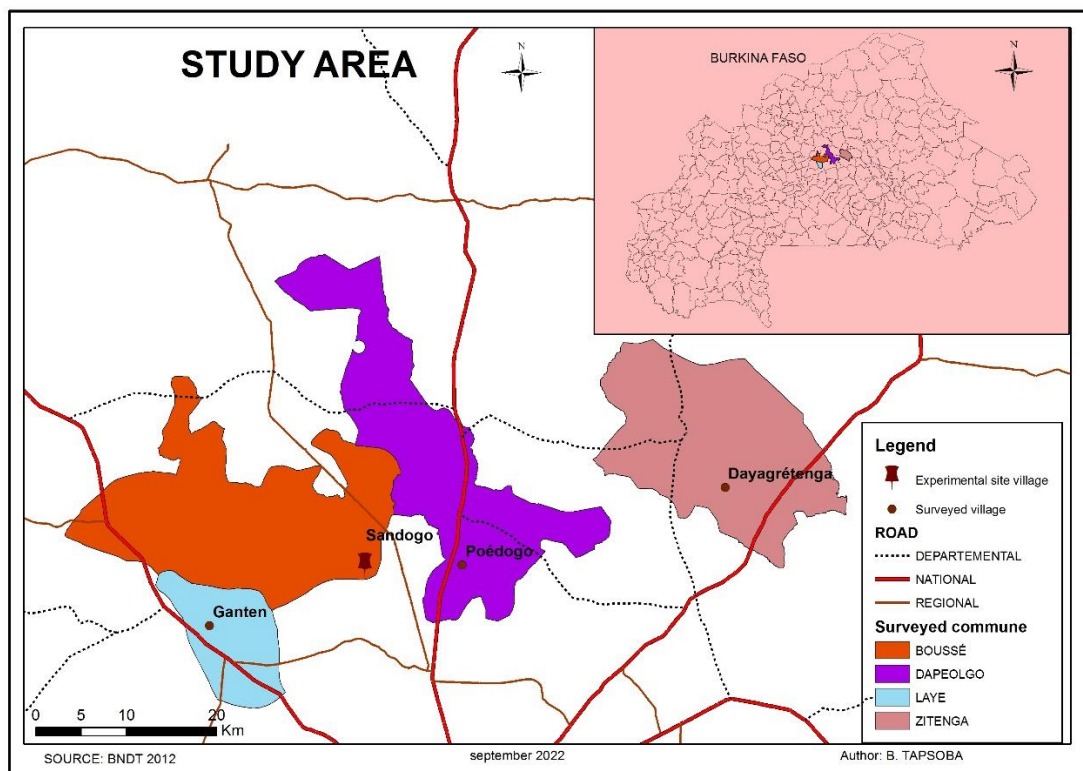 STUDY AREA
N
BURKINA FASO
N
Dayagrétenga
Sandogo
Poédogo
Ganten
Legend
Experimental site village
Surveyed village
ROAD
DEPARTEMENTAL
NATIONAL
REGIONAL
Surveyed commune
BOUSSÉ
DAPEOLGO
LAYE
ZITENGA
0 5 10 20
Km
SOURCE: BNDT 2012
september 2022
Author: B. TAPSOBA